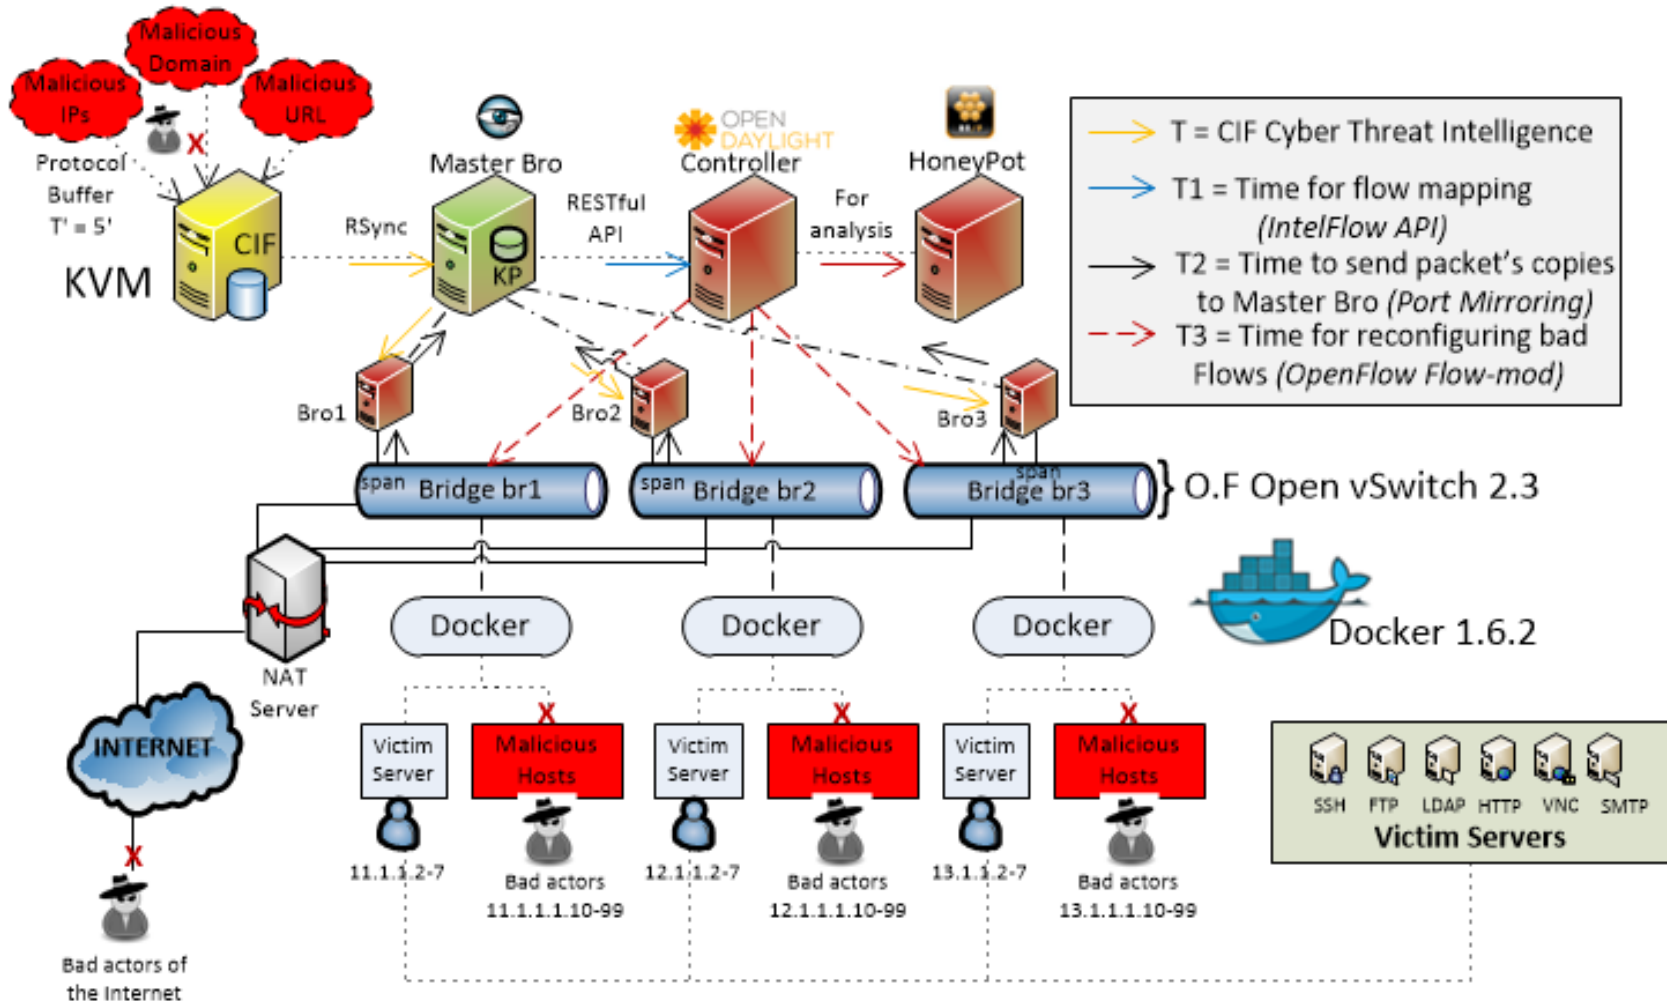 Malicious
Domain
Malicious
IPs
Malicious
URL
Protocol
Buffer
T' = 5'
KVM
CIF
RSync
Master Bro
KP
RESTful
API
OPEN
DAYLIGHT
Controller
For
analysis
HoneyPot
T = CIF Cyber Threat Intelligence
T1 = Time for flow mapping
(IntelFlow API)
T2 = Time to send packet's copies
to Master Bro (Port Mirroring)
T3 = Time for reconfiguring bad
Flows (OpenFlow Flow-mod)
Bro1
Bro2
Bro3
span
Bridge br1
span
Bridge br2
span
Bridge br3
O.F Open vSwitch 2.3
NAT
Server
Docker
Docker
Docker
Docker 1.6.2
INTERNET
X
Bad actors of
the Internet
X
Victim
Server
X
Malicious
Hosts
11.1.1.2-7
Bad actors
11.1.1.1.10-99
Victim
Server
X
Malicious
Hosts
12.1.1.2-7
Bad actors
12.1.1.1.10-99
Victim
Server
X
Malicious
Hosts
13.1.1.2-7
Bad actors
13.1.1.1.10-99
SSH FTP LDAP HTTP VNC SMTP
Victim Servers